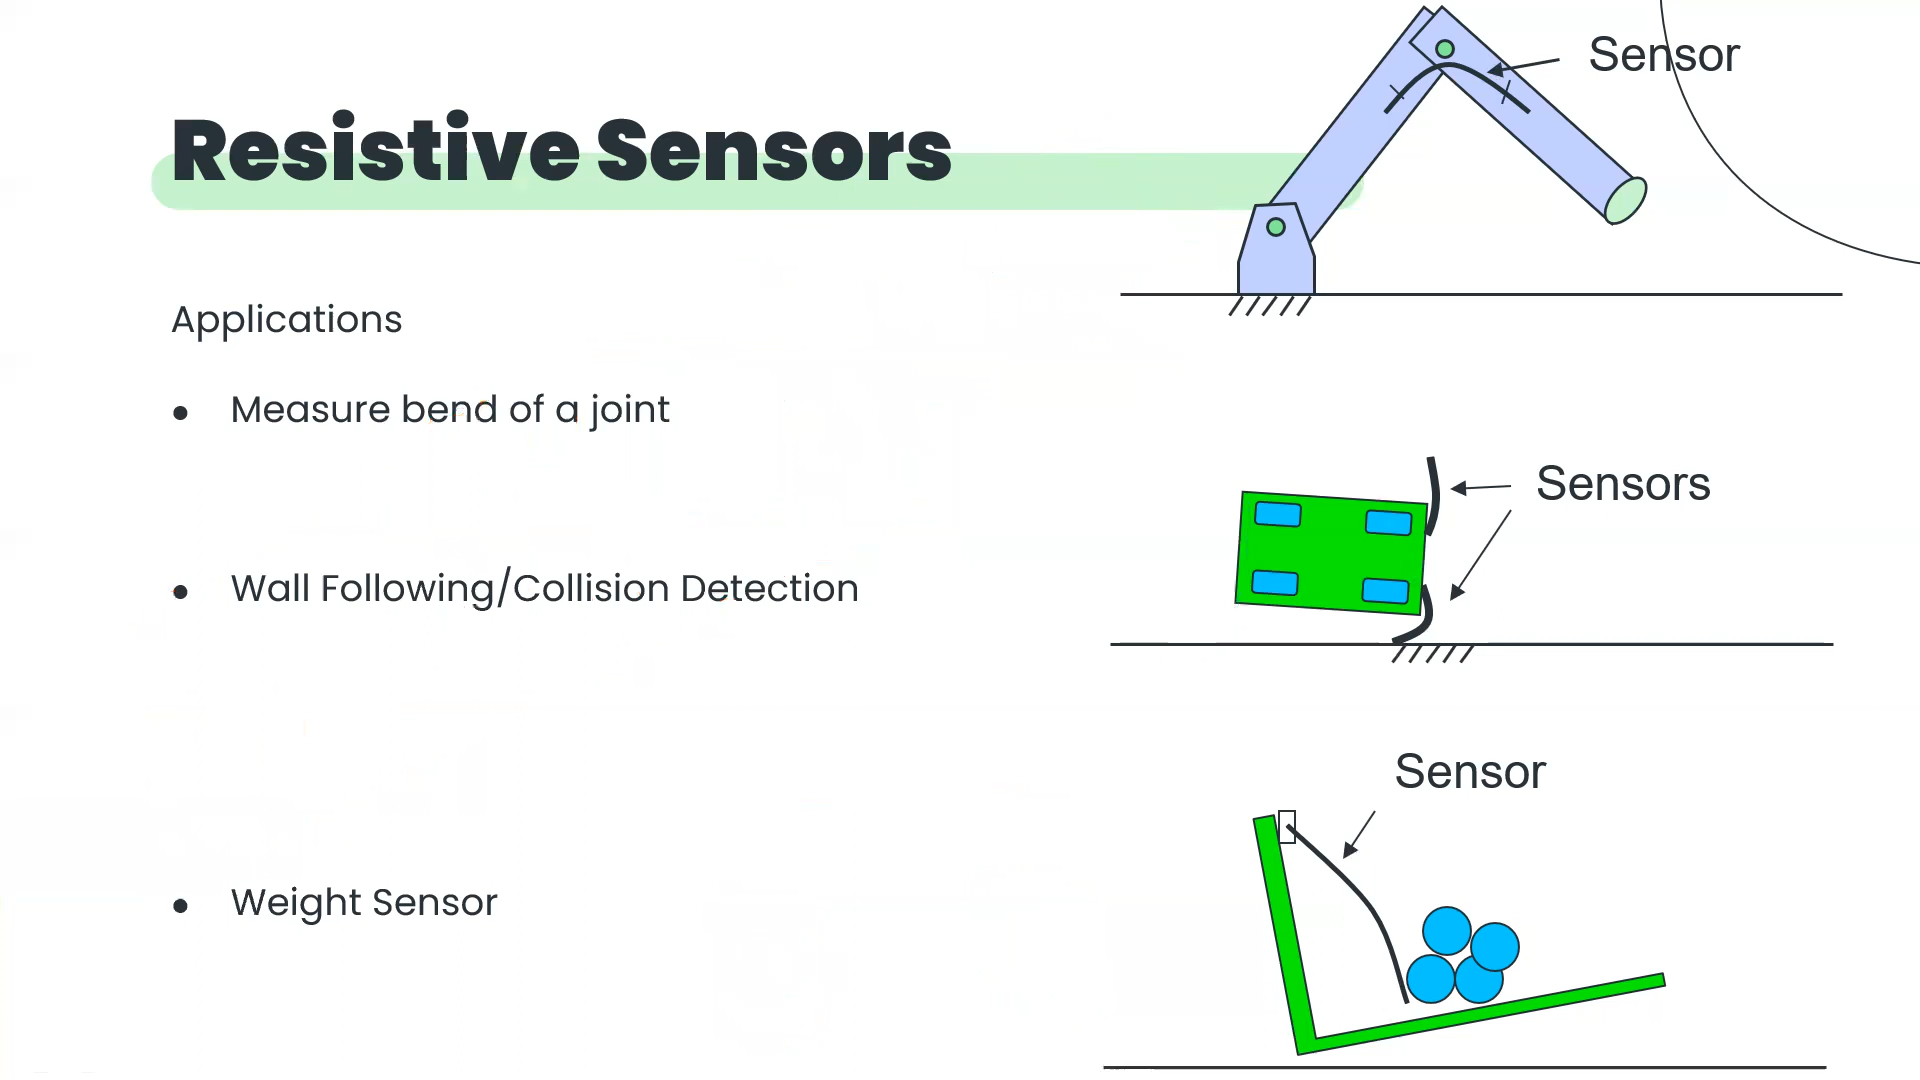 Resistive Sensors
Applications
● Measure bend of a joint
● Wall Following/Collision Detection
● Weight Sensor
Sensor
Sensors
Sensor